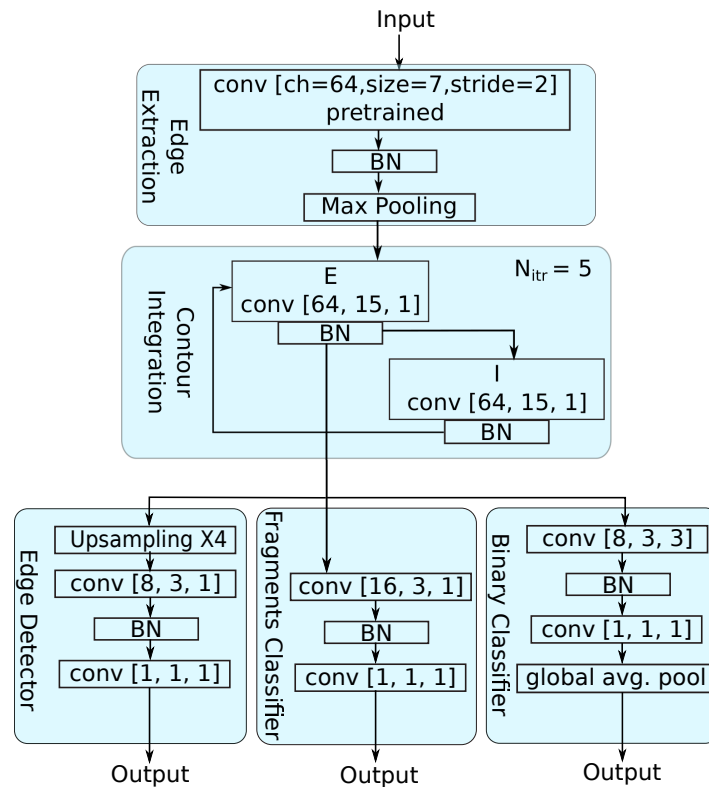 Input
Edge
Extraction
conv [ch=64,size=7,stride=2]
pretrained
BN
Max Pooling
Contour
Integration
N_itr = 5
E
conv [64, 15, 1]
BN
I
conv [64, 15, 1]
BN
Edge Detector
Upsampling X4
conv [8, 3, 1]
BN
conv [1, 1, 1]
Output
Fragments Classifier
conv [16, 3, 1]
BN
conv [1, 1, 1]
Output
Binary Classifier
conv [8, 3, 3]
BN
conv [1, 1, 1]
global avg. pool
Output